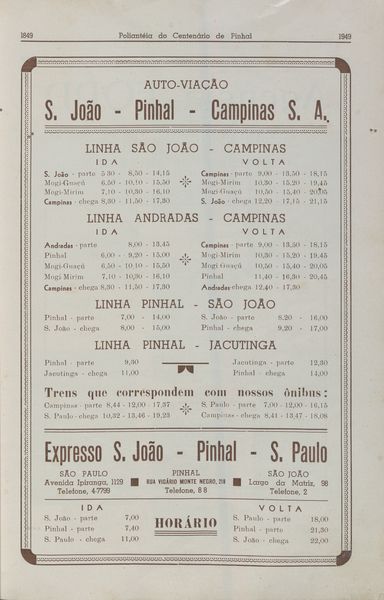 1849 Poliantéia do Centenário de Pinhal 1949
AUTO-VIAÇÃO
S. João - Pinhal - Campinas S. A.
LINHA SÃO JOÃO - CAMPINAS
IDA VOLTA
S. João - parte 5,30 - 8,50 - 14,15 Campinas - parte 9,00 - 13,50 - 18,15
Mogi-Guaçú 6,50 - 10,10 - 15,50 Mogi-Mirim 10,30 - 15,20 - 19,45
Mogi-Mirim 7,10 - 10,30 - 16,10 Mogi-Guaçú 10,50 - 15,40 - 20,05
Campinas - chega 8,30 - 11,50 - 17,30 S. João - chega 12,20 - 17,15 - 21,15
LINHA ANDRADAS - CAMPINAS
IDA VOLTA
Andradas - parte 8,00 - 13,45 Campinas - parte 9,00 - 13,50 - 18,15
Pinhal 6,00 - 9,20 - 15,00 Mogi-Mirim 10,30 - 15,20 - 19,45
Mogi-Guaçú 6,50 - 10,10 - 15,50 Mogi-Guaçú 10,50 - 15,40 - 20,05
Mogi Mirim 7,10 - 10,30 - 16,10 Pinhal 11,40 - 16,30 - 20,45
Campinas - chega 8,30 - 11,50 - 17,30 Andradas chega 12,40 - 17,30
LINHA PINHAL - SÃO JOÃO
Pinhal - parte 7,00 - 14,00 S. João - parte 8,20 - 16,00
S. João - chega 8,00 - 15,00 Pinhal - chega 9,20 - 17,00
LINHA PINHAL - JACUTINGA
Pinhal - parte 9,30 Jacutinga - parte 12,30
Jacutinga - chega 11,00 Pinhal - chega 14,00
Trens que correspondem com nossos ônibus:
Campinas - parte 8,44 - 12,00 - 17,37 S. Paulo - parte 7,00 - 12,00 - 16,15
S. Paulo - chega 10,32 - 13,46 - 19,23 Campinas - chega 8,41 - 13,47 - 18,08
Expresso S. João - Pinhal - S. Paulo
SÃO PAULO PINHAL SÃO JOÃO
Avenida Ipiranga, 1129 RUA VIGÁRIO MONTE NEGRO, 218 Largo da Matriz, 98
Telefone, 4-7799 Telefone, 88 Telefone, 2
IDA VOLTA
S. João - parte 7,00 S. Paulo - parte 18,00
Pinhal - parte 7,40 HORÁRIO Pinhal - parte 21,30
S. Paulo - chega 11,00 S. João - chega 22,00